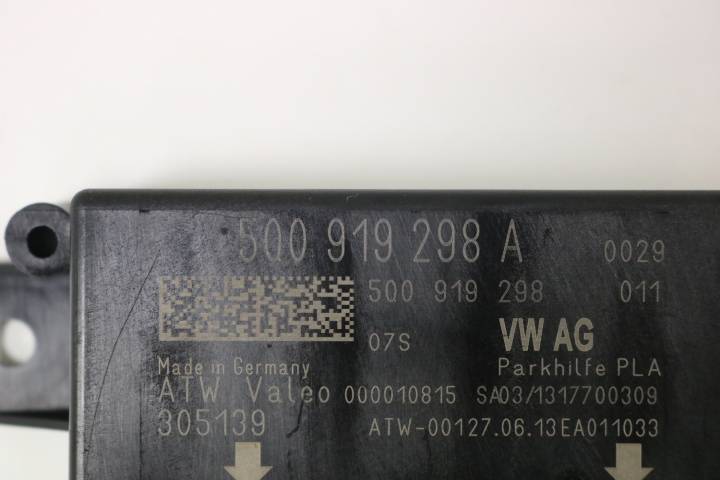 5Q0 919 298 A 0029
5Q0 919 298 011
07S VW AG
Made in Germany Parkhilfe PLA
ATW Valeo 000010815 SA03/1317700309
305139 ATW-00127.06.13EA011033